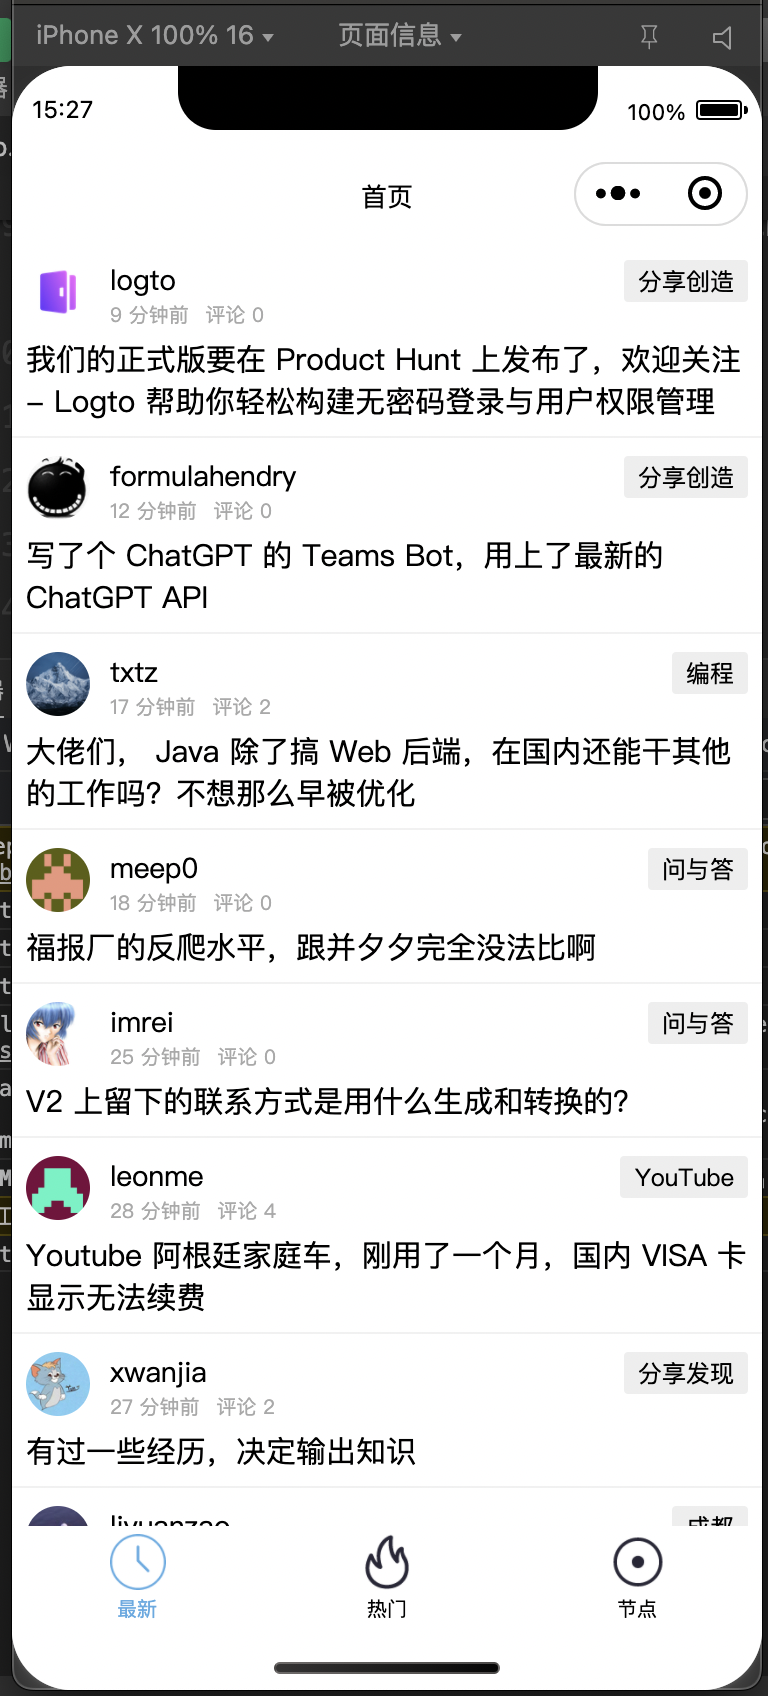 iPhone X 100% 16
页面信息
15:27
100%
首页
logto
分享创造
9 分钟前 评论 0
我们的正式版要在 Product Hunt 上发布了，欢迎关注
- Logto 帮助你轻松构建无密码登录与用户权限管理
formulahendry
分享创造
12 分钟前 评论 0
写了个 ChatGPT 的 Teams Bot，用上了最新的
ChatGPT API
txtz
编程
17 分钟前 评论 2
大佬们， Java 除了搞 Web 后端，在国内还能干其他
的工作吗？不想那么早被优化
meep0
问与答
18 分钟前 评论 0
福报厂的反爬水平，跟并夕夕完全没法比啊
imrei
问与答
25 分钟前 评论 0
V2 上留下的联系方式是用什么生成和转换的？
leonme
YouTube
28 分钟前 评论 4
Youtube 阿根廷家庭车，刚用了一个月，国内 VISA 卡
显示无法续费
xwanjia
分享发现
27 分钟前 评论 2
有过一些经历，决定输出知识
成都
最新
热门
节点